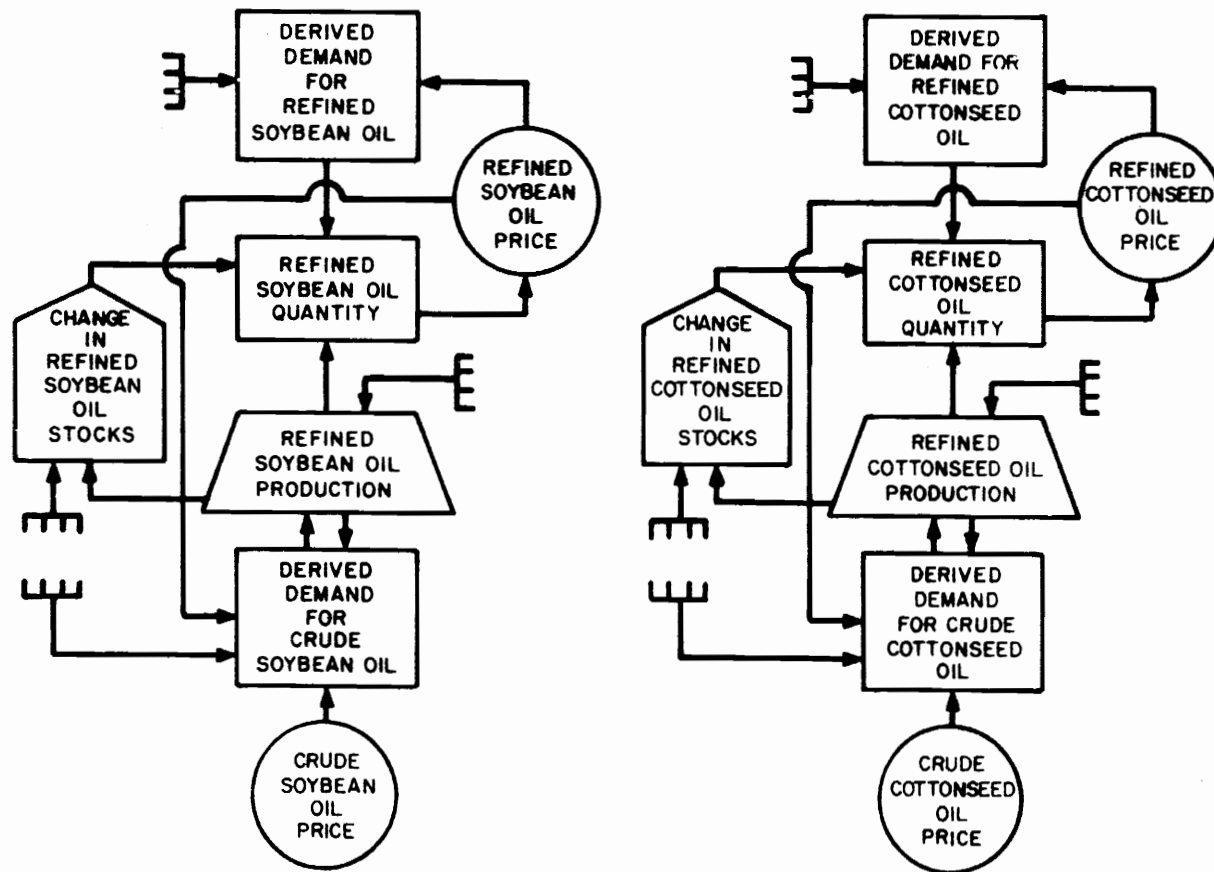 DERIVED
DEMAND
FOR
REFINED
SOYBEAN OIL
REFINED
SOYBEAN
OIL
PRICE
REFINED
SOYBEAN OIL
QUANTITY
CHANGE
IN
REFINED
SOYBEAN
OIL
STOCKS
REFINED
SOYBEAN OIL
PRODUCTION
DERIVED
DEMAND
FOR
CRUDE
SOYBEAN OIL
CRUDE
SOYBEAN
OIL
PRICE
DERIVED
DEMAND FOR
REFINED
COTTONSEED
OIL
REFINED
COTTONSEED
OIL
PRICE
REFINED
COTTONSEED
OIL
QUANTITY
CHANGE
IN
REFINED
COTTONSEED
OIL
STOCKS
REFINED
COTTONSEED OIL
PRODUCTION
DERIVED
DEMAND
FOR CRUDE
COTTONSEED
OIL
CRUDE
COTTONSEED
OIL
PRICE